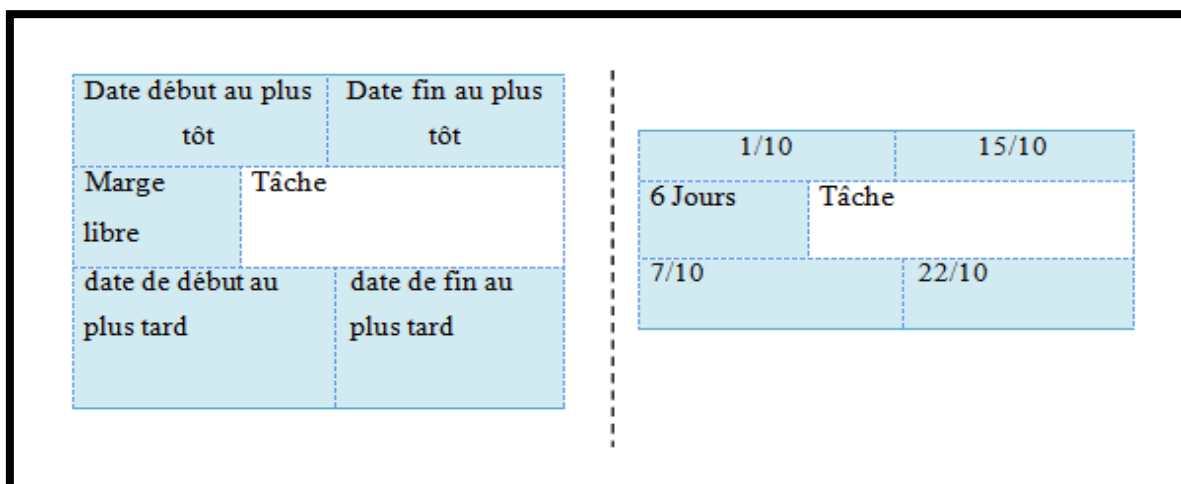 Date début au plus
tôt
Date fin au plus
tôt
Marge
libre
Tâche
date de début au
plus tard
date de fin au
plus tard
1/10
15/10
6 Jours
Tâche
7/10
22/10